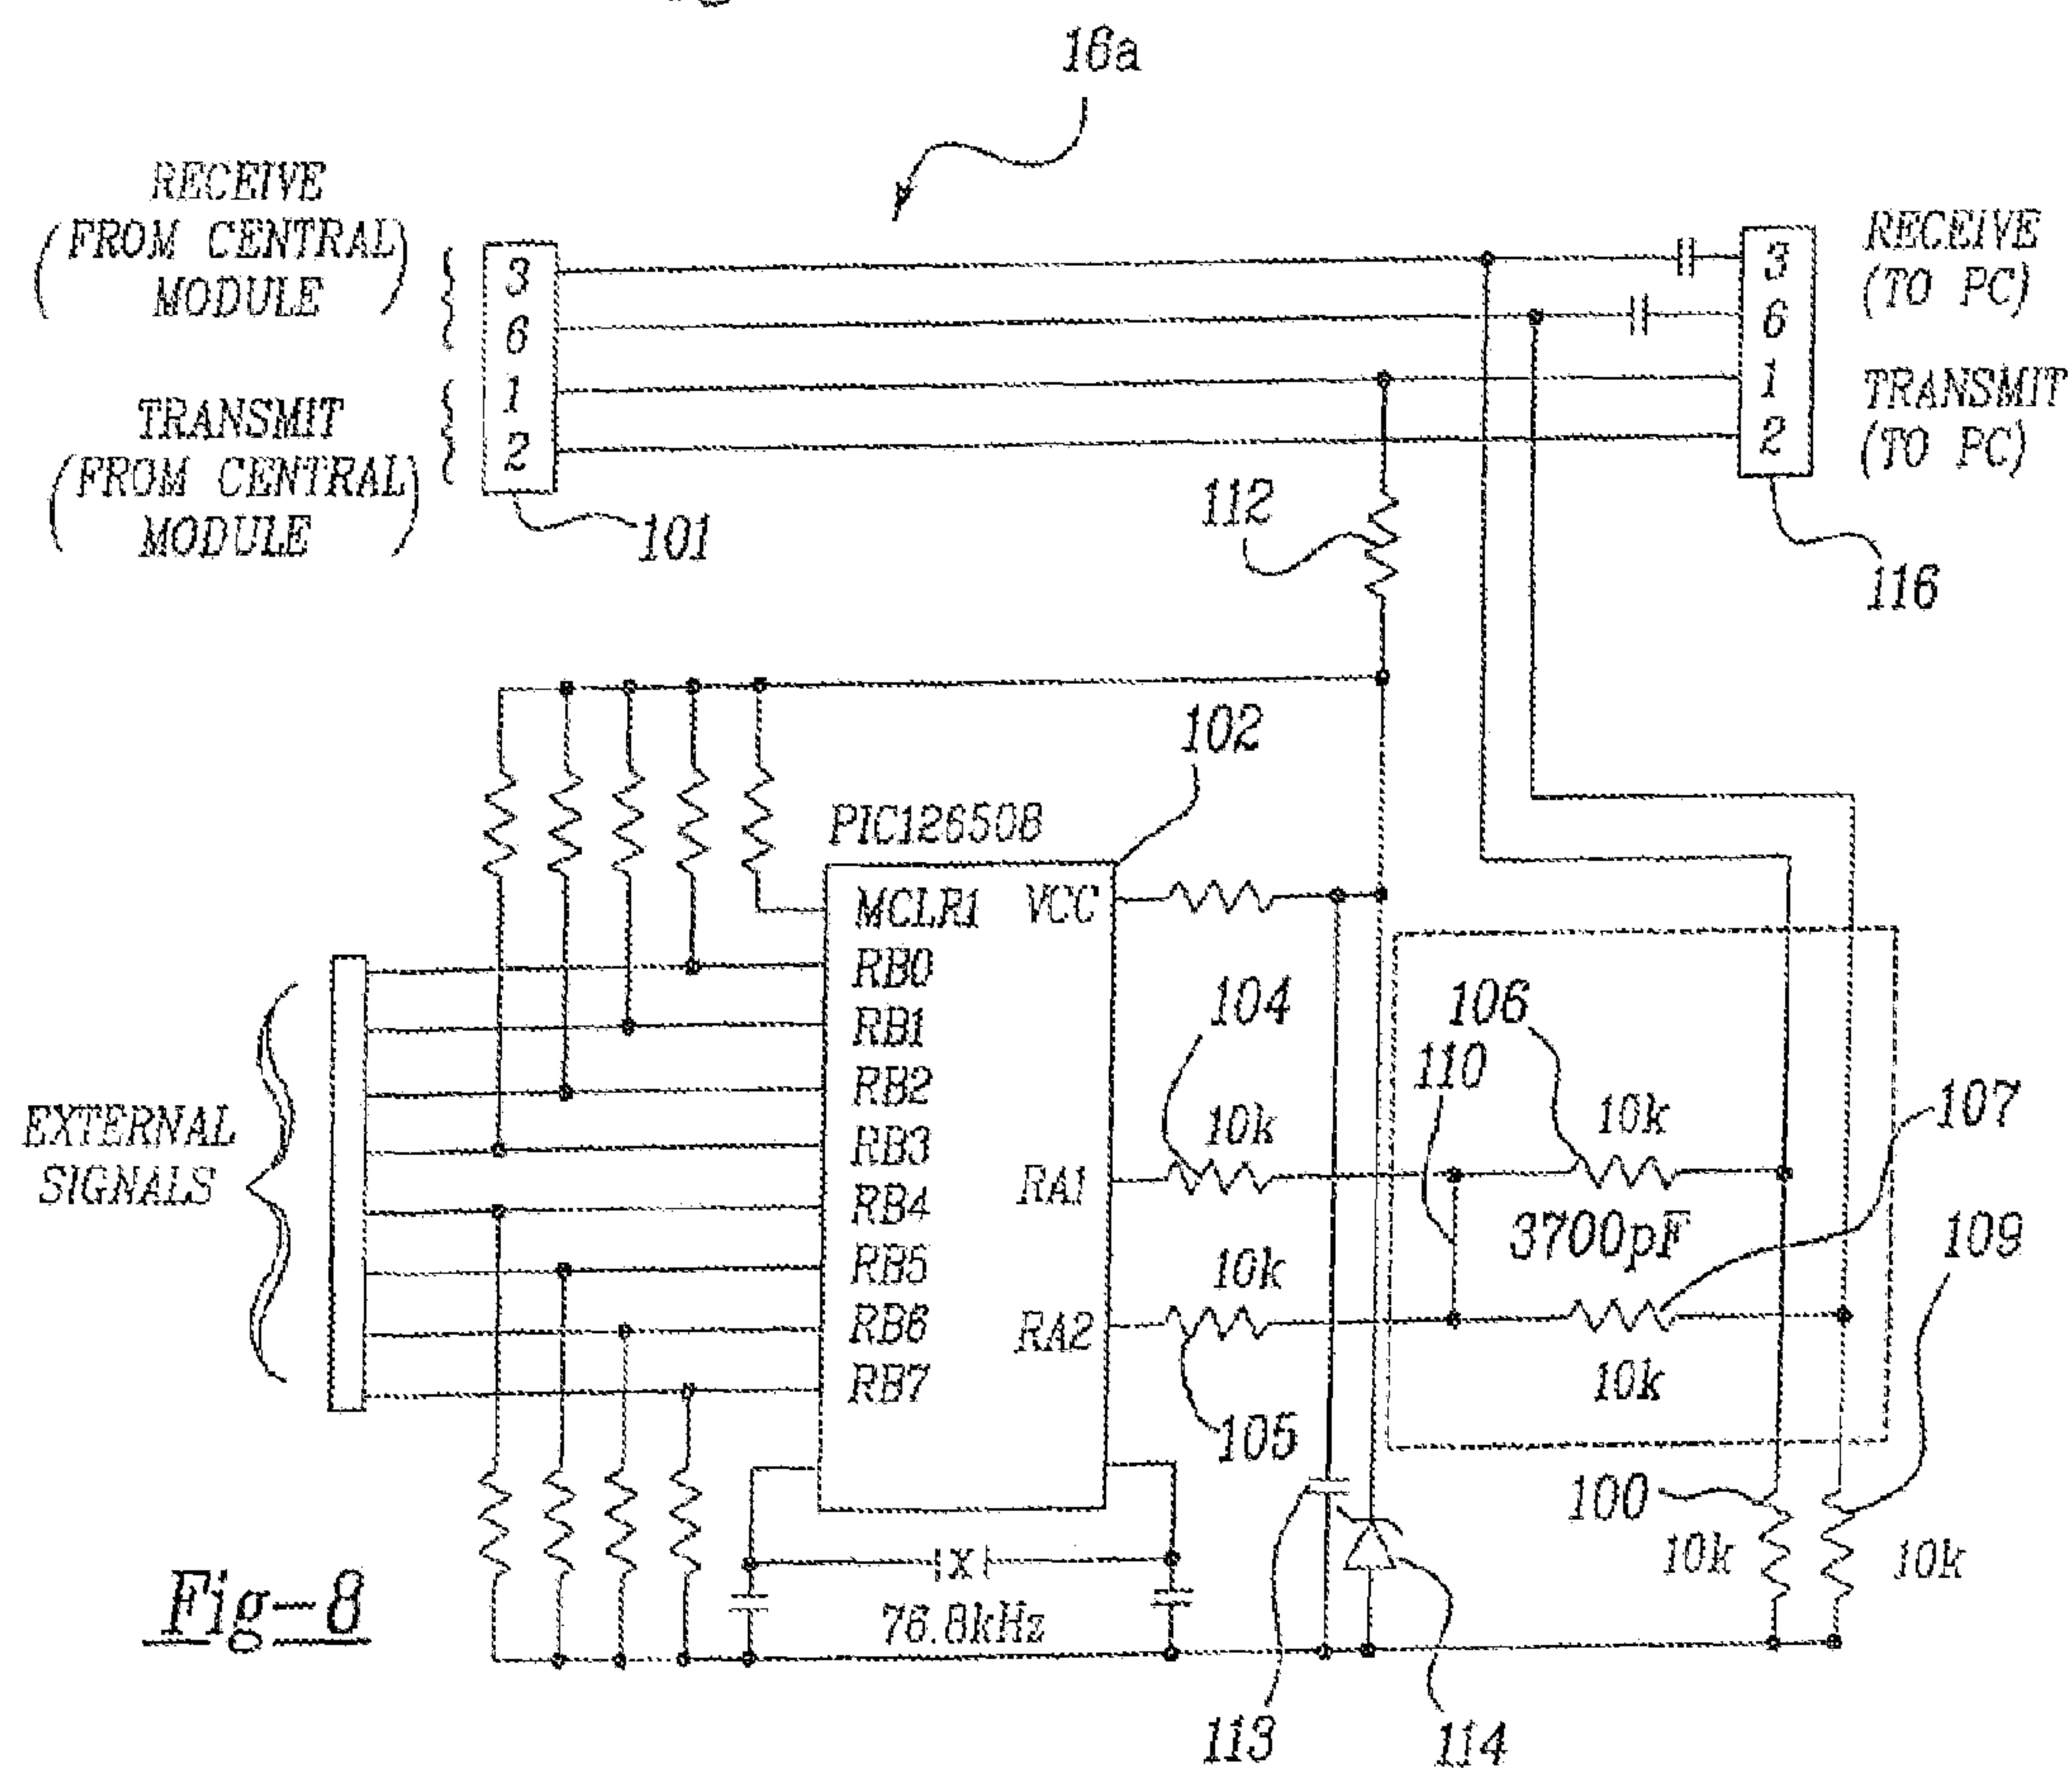 16a
RECEIVE
(FROM CENTRAL)
MODULE
TRANSMIT
(FROM CENTRAL)
MODULE
3
6
1
2
101
3
6
1
2
RECEIVE
(TO PC)
TRANSMIT
(TO PC)
116
112
102
PIC12650B
MCLR1
VCC
RB0
RB1
RB2
RB3
RB4
RB5
RB6
RB7
RA1
RA2
EXTERNAL
SIGNALS
104
10k
10k
105
106
110
10k
3700pF
10k
107
109
100
10k
10k
X
76.8kHz
113
114
Fig-8